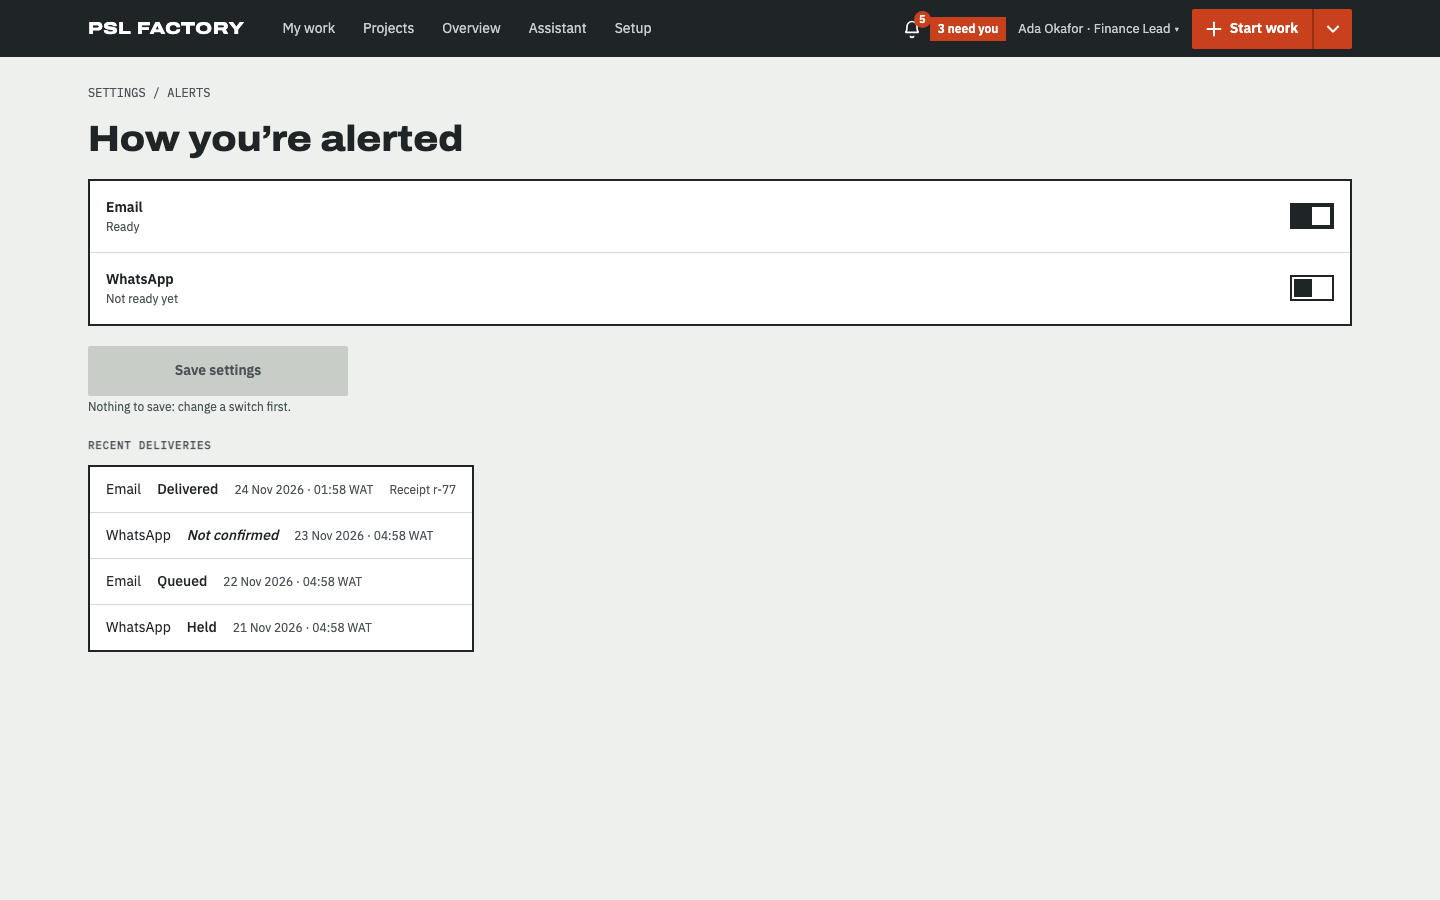 PSL FACTORY My work Projects Overview Assistant Setup 5 3 need you Ada Okafor · Finance Lead ▾ Start work
SETTINGS / ALERTS
How you’re alerted
Email
Ready
WhatsApp
Not ready yet
Save settings
Nothing to save: change a switch first.
RECENT DELIVERIES
Email Delivered 24 Nov 2026 · 01:58 WAT Receipt r-77
WhatsApp Not confirmed 23 Nov 2026 · 04:58 WAT
Email Queued 22 Nov 2026 · 04:58 WAT
WhatsApp Held 21 Nov 2026 · 04:58 WAT